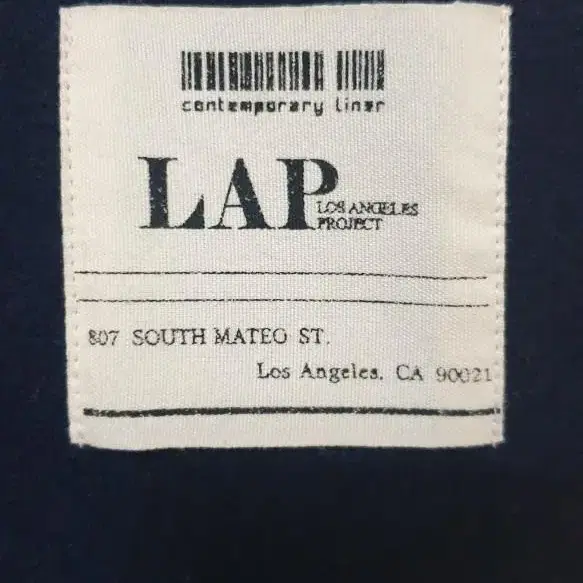 contemporary liner
LAP
LOS ANGELES
PROJECT
807 SOUTH MATEO ST.
Los Angeles, CA 90021